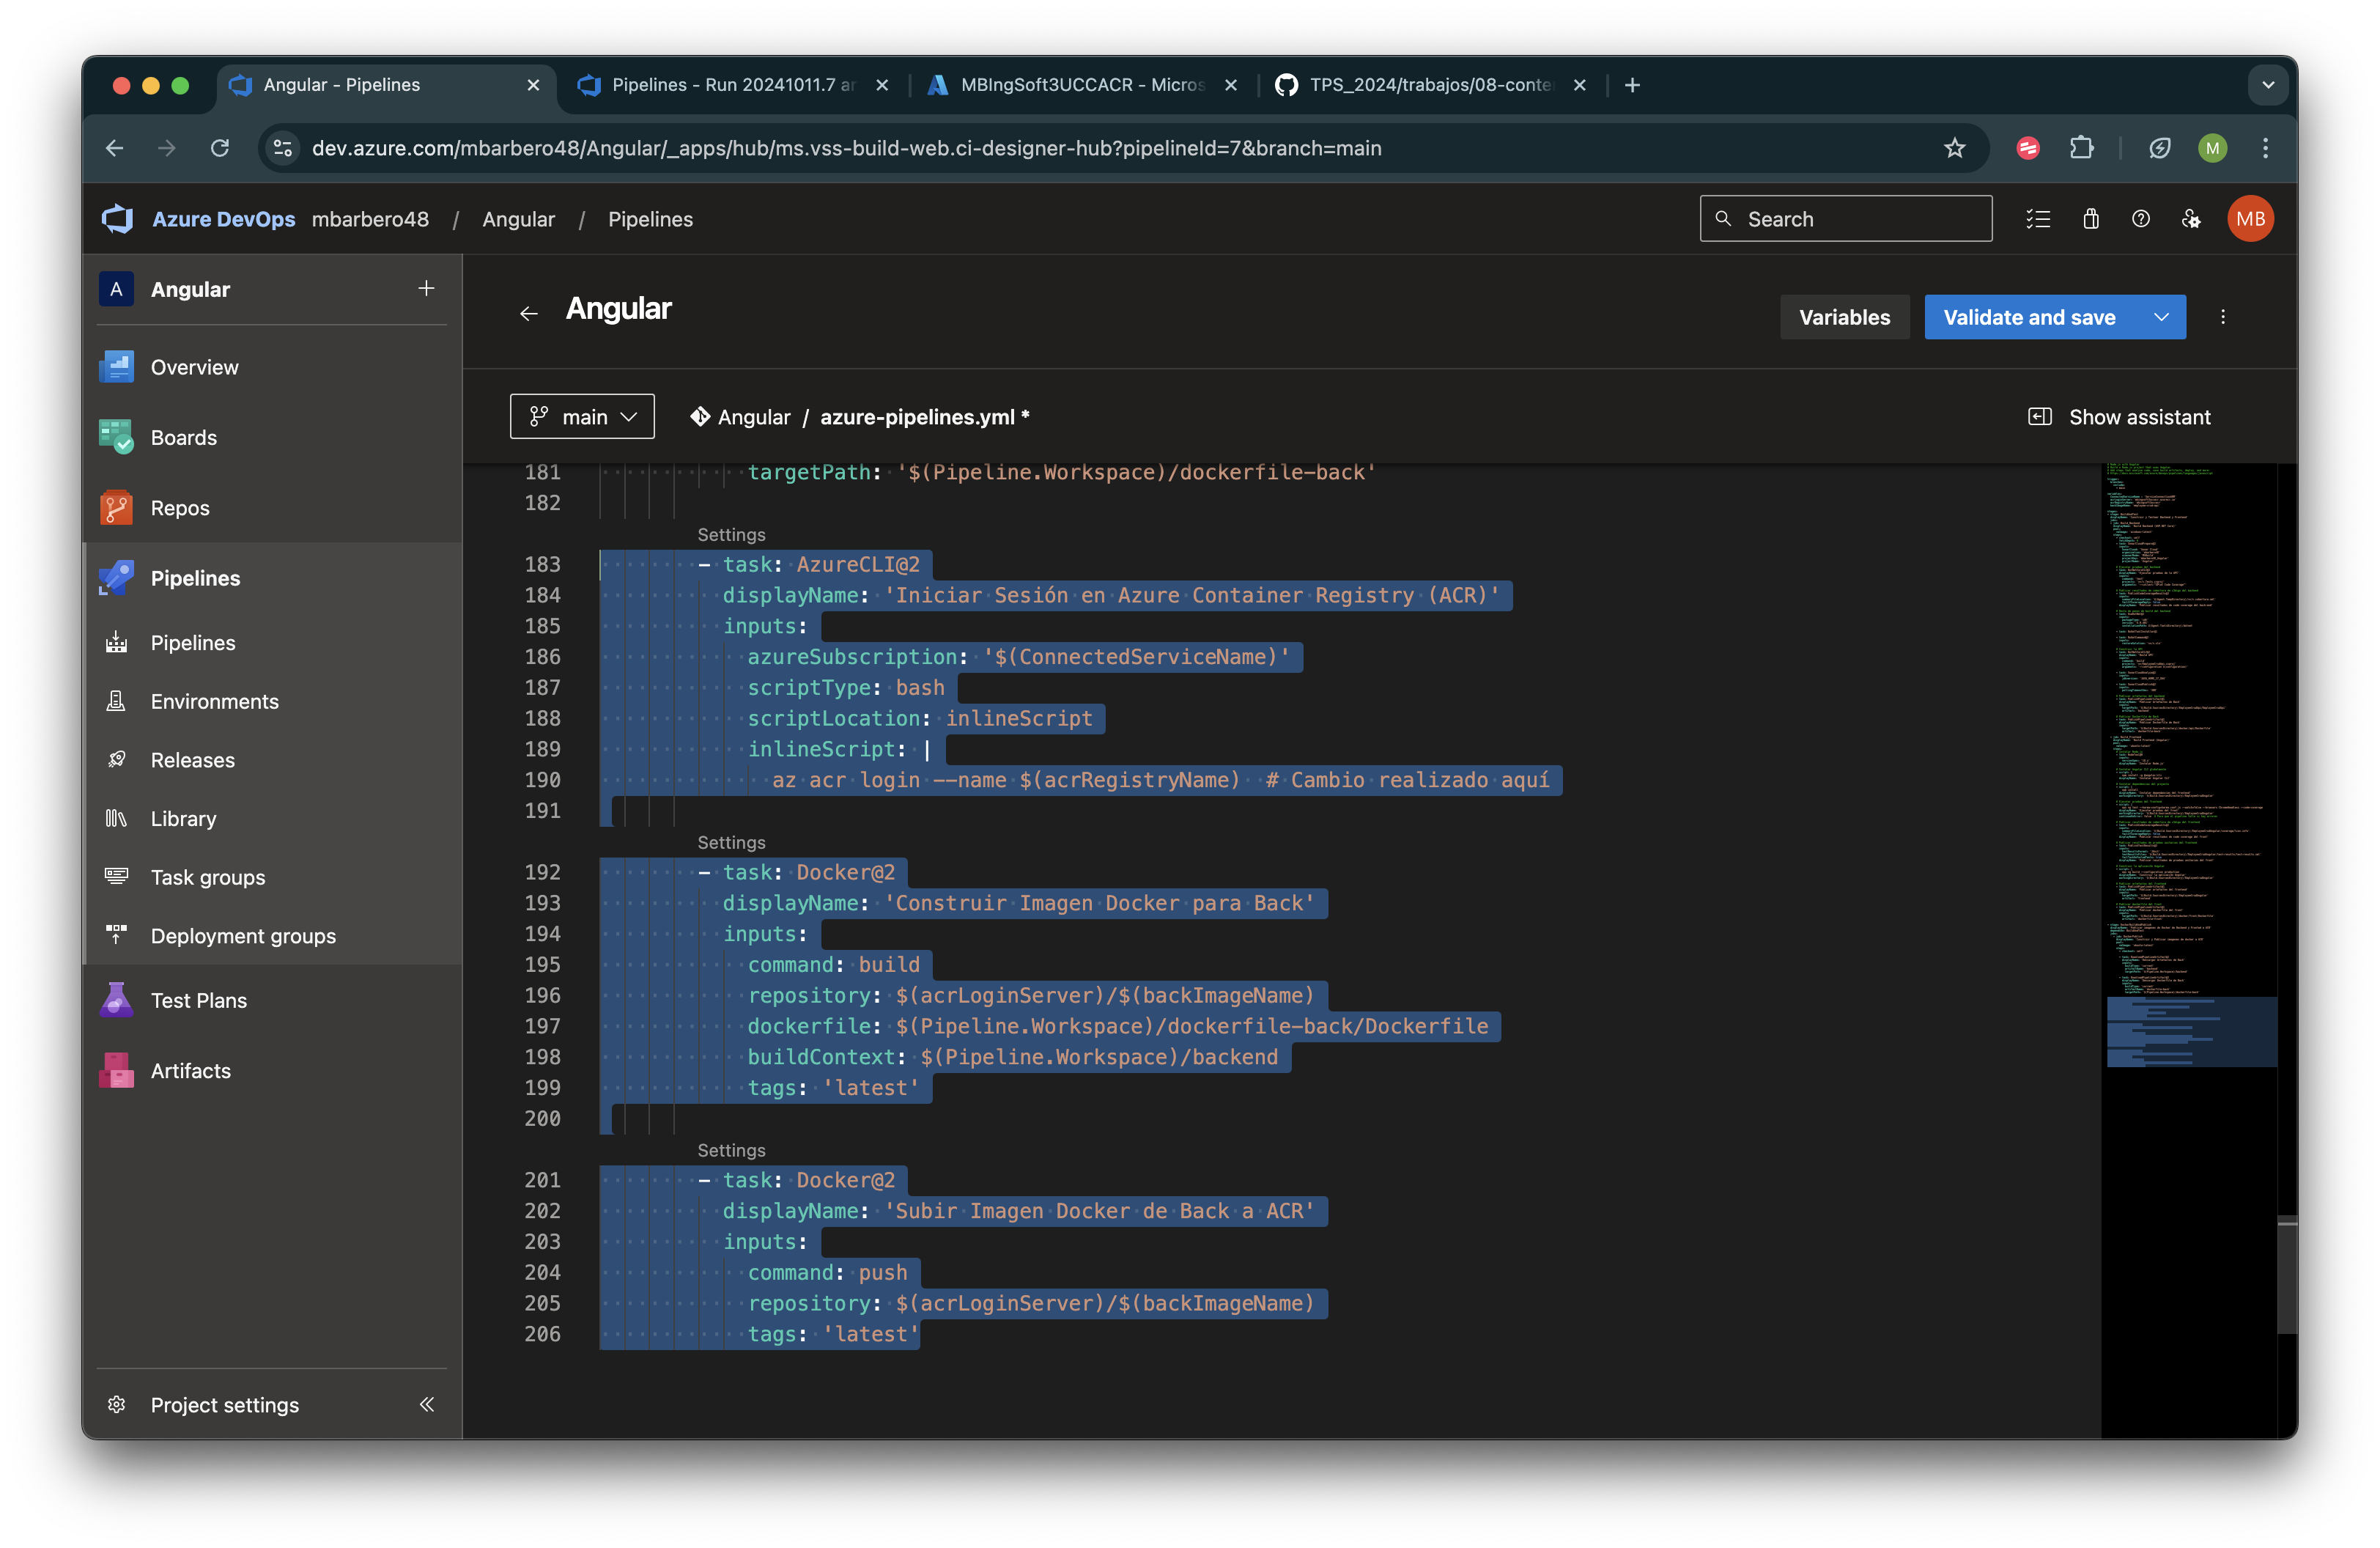 Angular - Pipelines
Pipelines - Run 20241011.7 ar
MBIngSoft3UCCACR - Micros
TPS_2024/trabajos/08-conte
dev.azure.com/mbarbero48/Angular/_apps/hub/ms.vss-build-web.ci-designer-hub?pipelineId=7&branch=main
M
Azure DevOps mbarbero48 / Angular / Pipelines
Search
MB
A Angular
Overview
Boards
Repos
Pipelines
Pipelines
Environments
Releases
Library
Task groups
Deployment groups
Test Plans
Artifacts
Project settings
Angular
Variables
Validate and save
main
Angular / azure-pipelines.yml *
Show assistant
181 targetPath: '$(Pipeline.Workspace)/dockerfile-back'
182
Settings
183 - task: AzureCLI@2
184 displayName: 'Iniciar Sesión en Azure Container Registry (ACR)'
185 inputs:
186 azureSubscription: '$(ConnectedServiceName)'
187 scriptType: bash
188 scriptLocation: inlineScript
189 inlineScript: |
190 az acr login --name $(acrRegistryName) # Cambio realizado aquí
191
Settings
192 - task: Docker@2
193 displayName: 'Construir Imagen Docker para Back'
194 inputs:
195 command: build
196 repository: $(acrLoginServer)/$(backImageName)
197 dockerfile: $(Pipeline.Workspace)/dockerfile-back/Dockerfile
198 buildContext: $(Pipeline.Workspace)/backend
199 tags: 'latest'
200
Settings
201 - task: Docker@2
202 displayName: 'Subir Imagen Docker de Back a ACR'
203 inputs:
204 command: push
205 repository: $(acrLoginServer)/$(backImageName)
206 tags: 'latest'